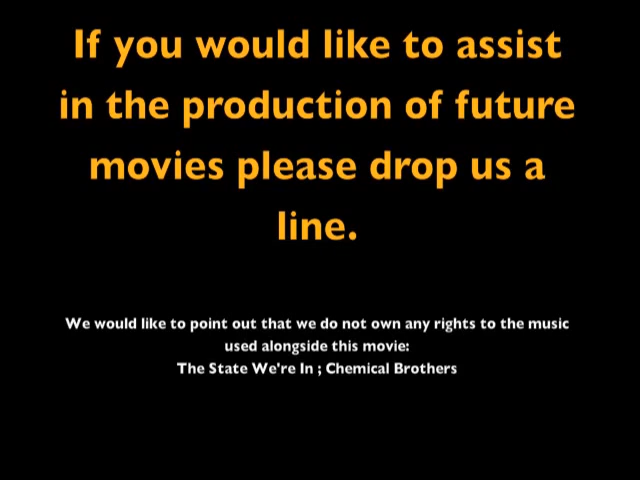 If you would like to assist
in the production of future
movies please drop us a
line.
We would like to point out that we do not own any rights to the music
used alongside this movie:
The State We're In ; Chemical Brothers